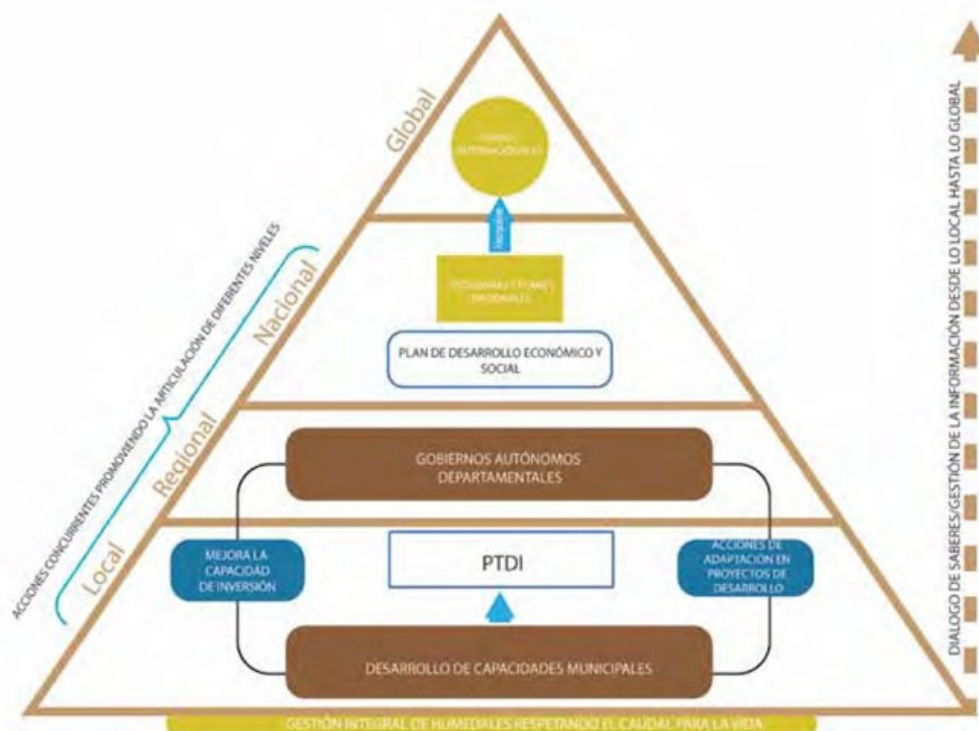 Global
INTERNACIONALES
Nacional
PLANES
NACIONALES
PLAN DE DESARROLLO ECONÓMICO Y
SOCIAL
Regional
GOBIERNOS AUTÓNOMOS
DEPARTAMENTALES
Local
MEJORA LA
CAPACIDAD
DE INVERSIÓN
PTDI
ACCIONES DE
ADAPTACIÓN EN
PROYECTOS DE
DESARROLLO
DESARROLLO DE CAPACIDADES MUNICIPALES
GESTIÓN INTEGRAL DE HUMEDALES RESPETANDO EL CAUDAL PARA LA VIDA
ACCIONES CONCURRENTES PROMOVIENDO LA ARTICULACIÓN DE DIFERENTES NIVELES
DIALOGO DE SABERES/GESTIÓN DE LA INFORMACIÓN DESDE LO LOCAL HASTA LO GLOBAL